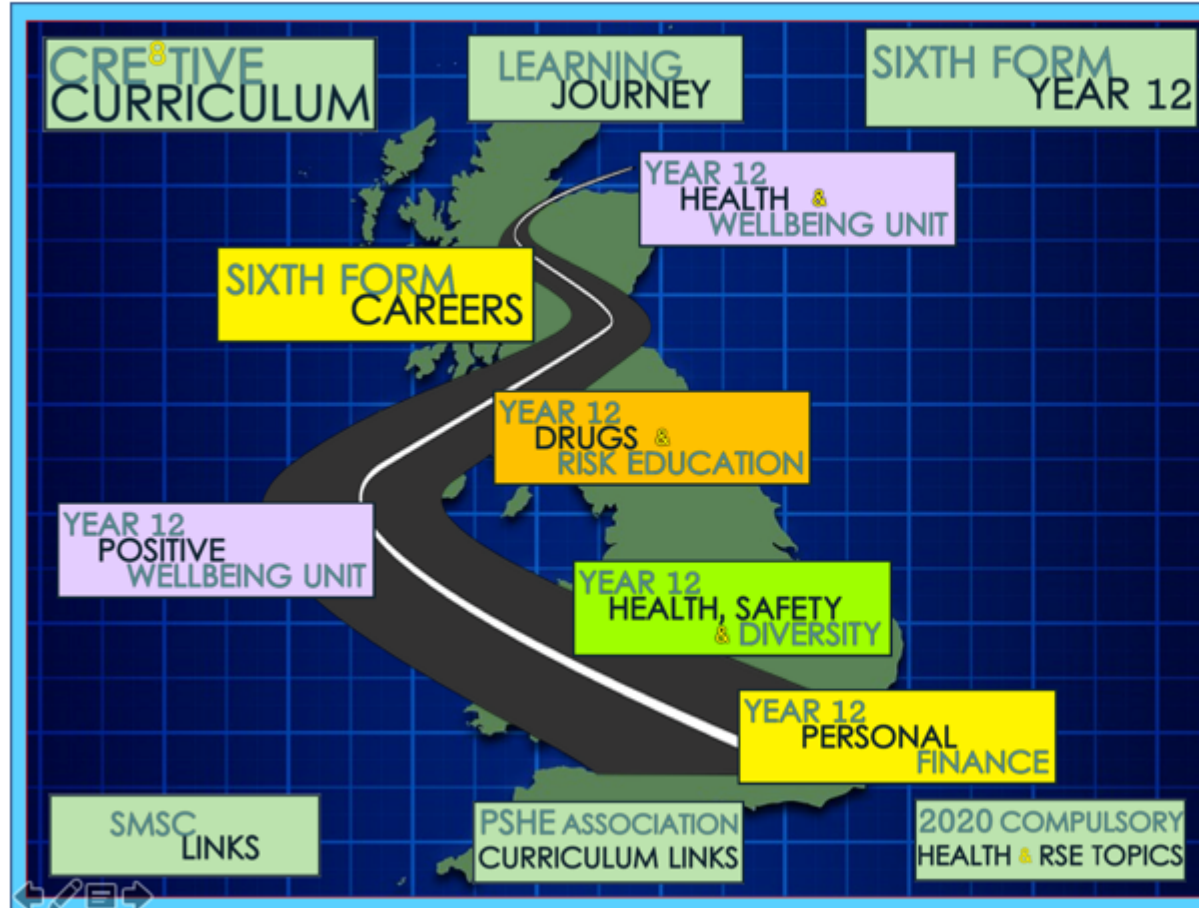 CRE8TIVE
CURRICULUM
LEARNING
JOURNEY
SIXTH FORM
YEAR 12
YEAR 12
HEALTH &
WELLBEING UNIT
SIXTH FORM
CAREERS
YEAR 12
DRUGS &
RISK EDUCATION
YEAR 12
POSITIVE
WELLBEING UNIT
YEAR 12
HEALTH, SAFETY
& DIVERSITY
YEAR 12
PERSONAL
FINANCE
SMSC
LINKS
PSHE ASSOCIATION
CURRICULUM LINKS
2020 COMPULSORY
HEALTH & RSE TOPICS